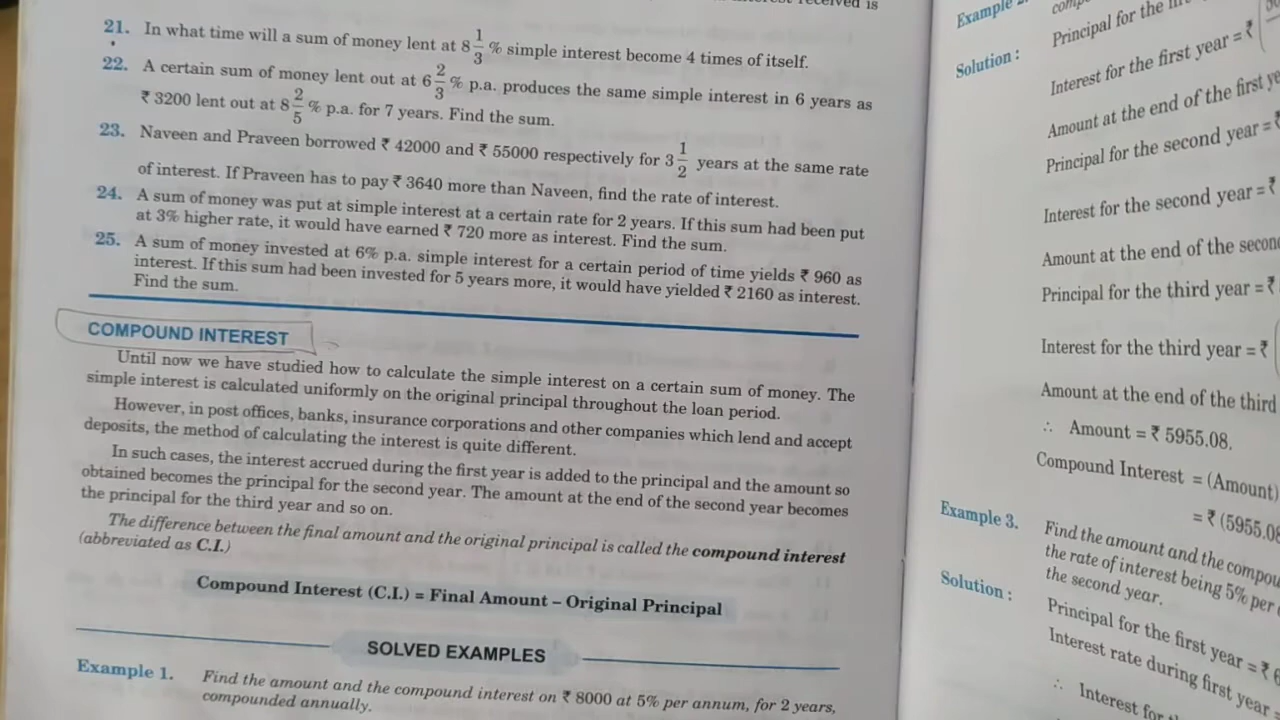 received is
21. In what time will a sum of money lent at 8 1/3 % simple interest become 4 times of itself.
22. A certain sum of money lent out at 6 2/3 % p.a. produces the same simple interest in 6 years as
₹ 3200 lent out at 8 2/5 % p.a. for 7 years. Find the sum.
23. Naveen and Praveen borrowed ₹ 42000 and ₹ 55000 respectively for 3 1/2 years at the same rate
of interest. If Praveen has to pay ₹ 3640 more than Naveen, find the rate of interest.
24. A sum of money was put at simple interest at a certain rate for 2 years. If this sum had been put
at 3% higher rate, it would have earned ₹ 720 more as interest. Find the sum.
25. A sum of money invested at 6% p.a. simple interest for a certain period of time yields ₹ 960 as
interest. If this sum had been invested for 5 years more, it would have yielded ₹ 2160 as interest.
Find the sum.
COMPOUND INTEREST
Until now we have studied how to calculate the simple interest on a certain sum of money. The
simple interest is calculated uniformly on the original principal throughout the loan period.
However, in post offices, banks, insurance corporations and other companies which lend and accept
deposits, the method of calculating the interest is quite different.
In such cases, the interest accrued during the first year is added to the principal and the amount so
obtained becomes the principal for the second year. The amount at the end of the second year becomes
the principal for the third year and so on.
The difference between the final amount and the original principal is called the compound interest
(abbreviated as C.I.)
Compound Interest (C.I.) = Final Amount – Original Principal
SOLVED EXAMPLES
Example 1. Find the amount and the compound interest on ₹ 8000 at 5% per annum, for 2 years,
compounded annually.
Example
Solution : Principal for the
Interest for the first year = ₹
Amount at the end of the first
Principal for the second year = ₹
Interest for the second year = ₹
Amount at the end of the
Principal for the third year = ₹
Interest for the third year = ₹
Amount at the end of the third
∴ Amount = ₹ 5955.08.
Compound Interest = (Amount)
= ₹ (5955.08
Example 3. Find the amount and the
the rate of interest being 5% per
the second year.
Solution : Principal for the first year = ₹
Interest rate during first year =
∴ Interest for